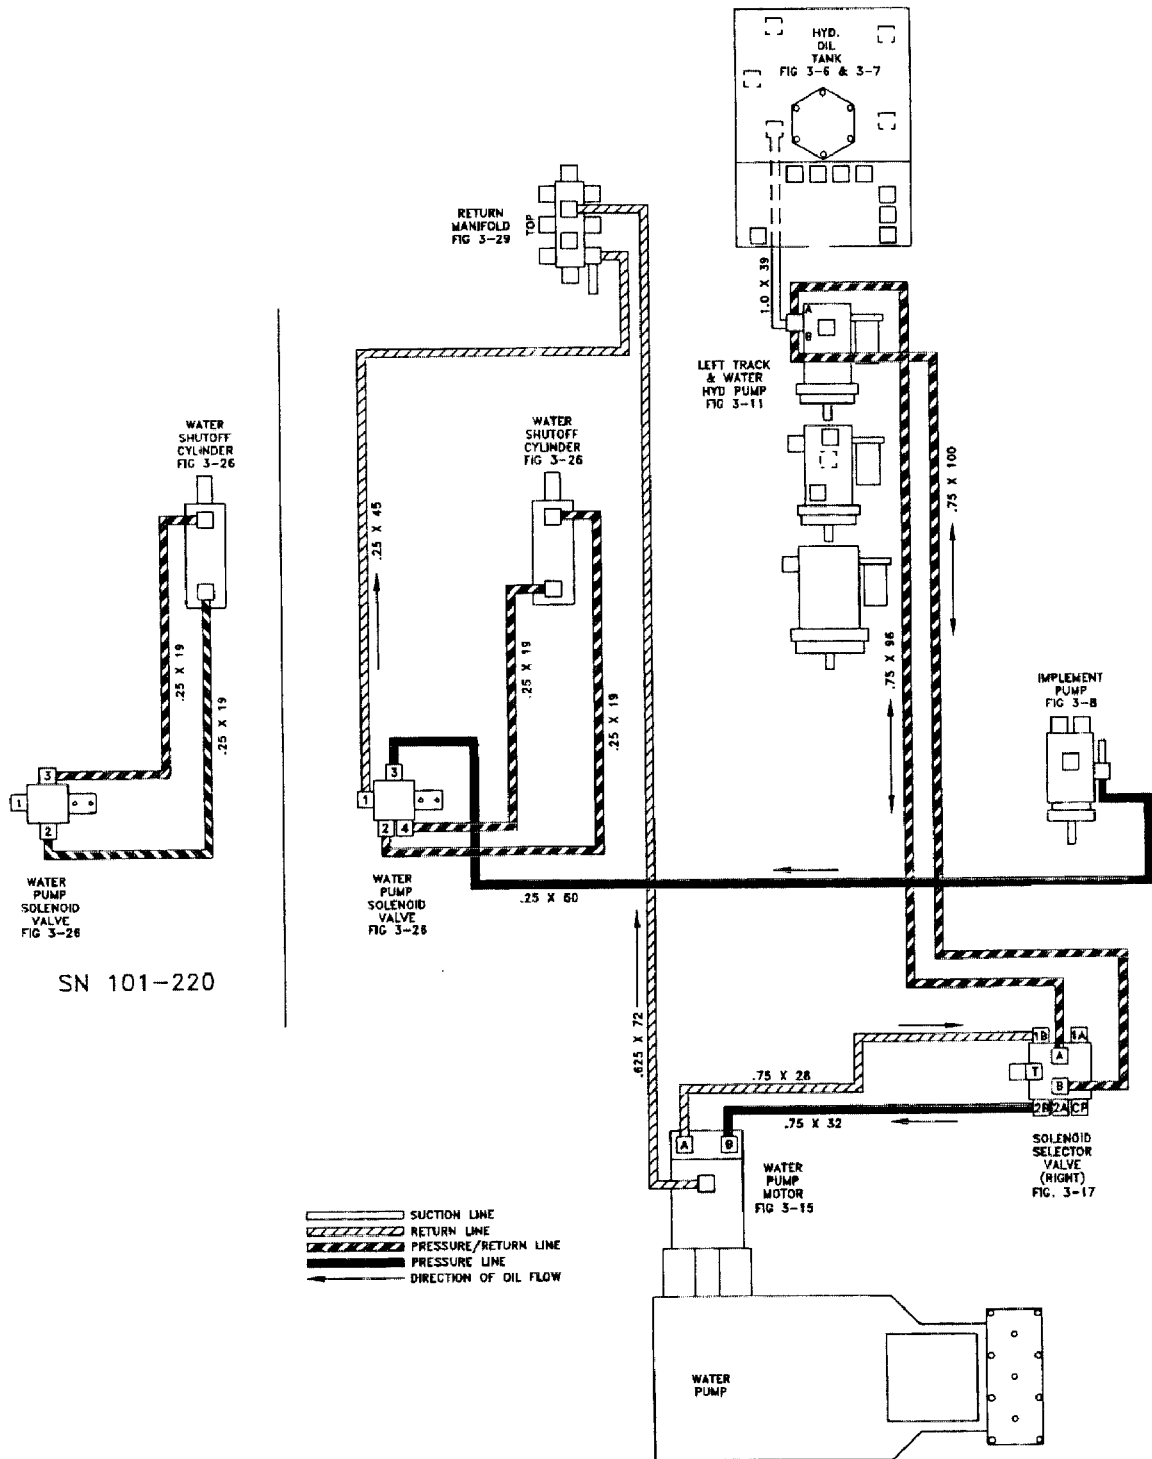 HYD.
OIL
TANK
FIG 3-6 & 3-7
RETURN
MANIFOLD
FIG 3-29
TOP
1.0 X 39
A
B
LEFT TRACK
& WATER
HYD PUMP
FIG 3-11
WATER
SHUTOFF
CYLINDER
FIG 3-26
WATER
SHUTOFF
CYLINDER
FIG 3-26
.75 X 100
.25 X 45
.25 X 19
.25 X 19
.25 X 19
.25 X 19
.75 X 96
IMPLEMENT
PUMP
FIG 3-8
3
1
2
3
1
2
4
WATER
PUMP
SOLENOID
VALVE
FIG 3-26
WATER
PUMP
SOLENOID
VALVE
FIG 3-26
.25 X 60
SN 101-220
.625 X 72
1B
1A
A
T
B
2B
2A
CP
.75 X 28
.75 X 32
A
B
SOLENOID
SELECTOR
VALVE
(RIGHT)
FIG. 3-17
WATER
PUMP
MOTOR
FIG 3-15
SUCTION LINE
RETURN LINE
PRESSURE/RETURN LINE
PRESSURE LINE
DIRECTION OF OIL FLOW
WATER
PUMP